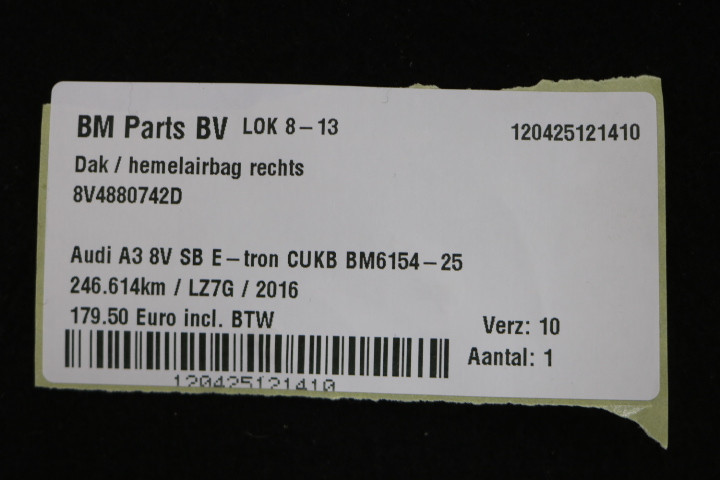 BM Parts BV LOK 8-13
120425121410
Dak / hemelairbag rechts
8V4880742D
Audi A3 8V SB E-tron CUKB BM6154-25
246.614km / LZ7G / 2016
179.50 Euro incl. BTW
Verz: 10
Aantal: 1
120425121410